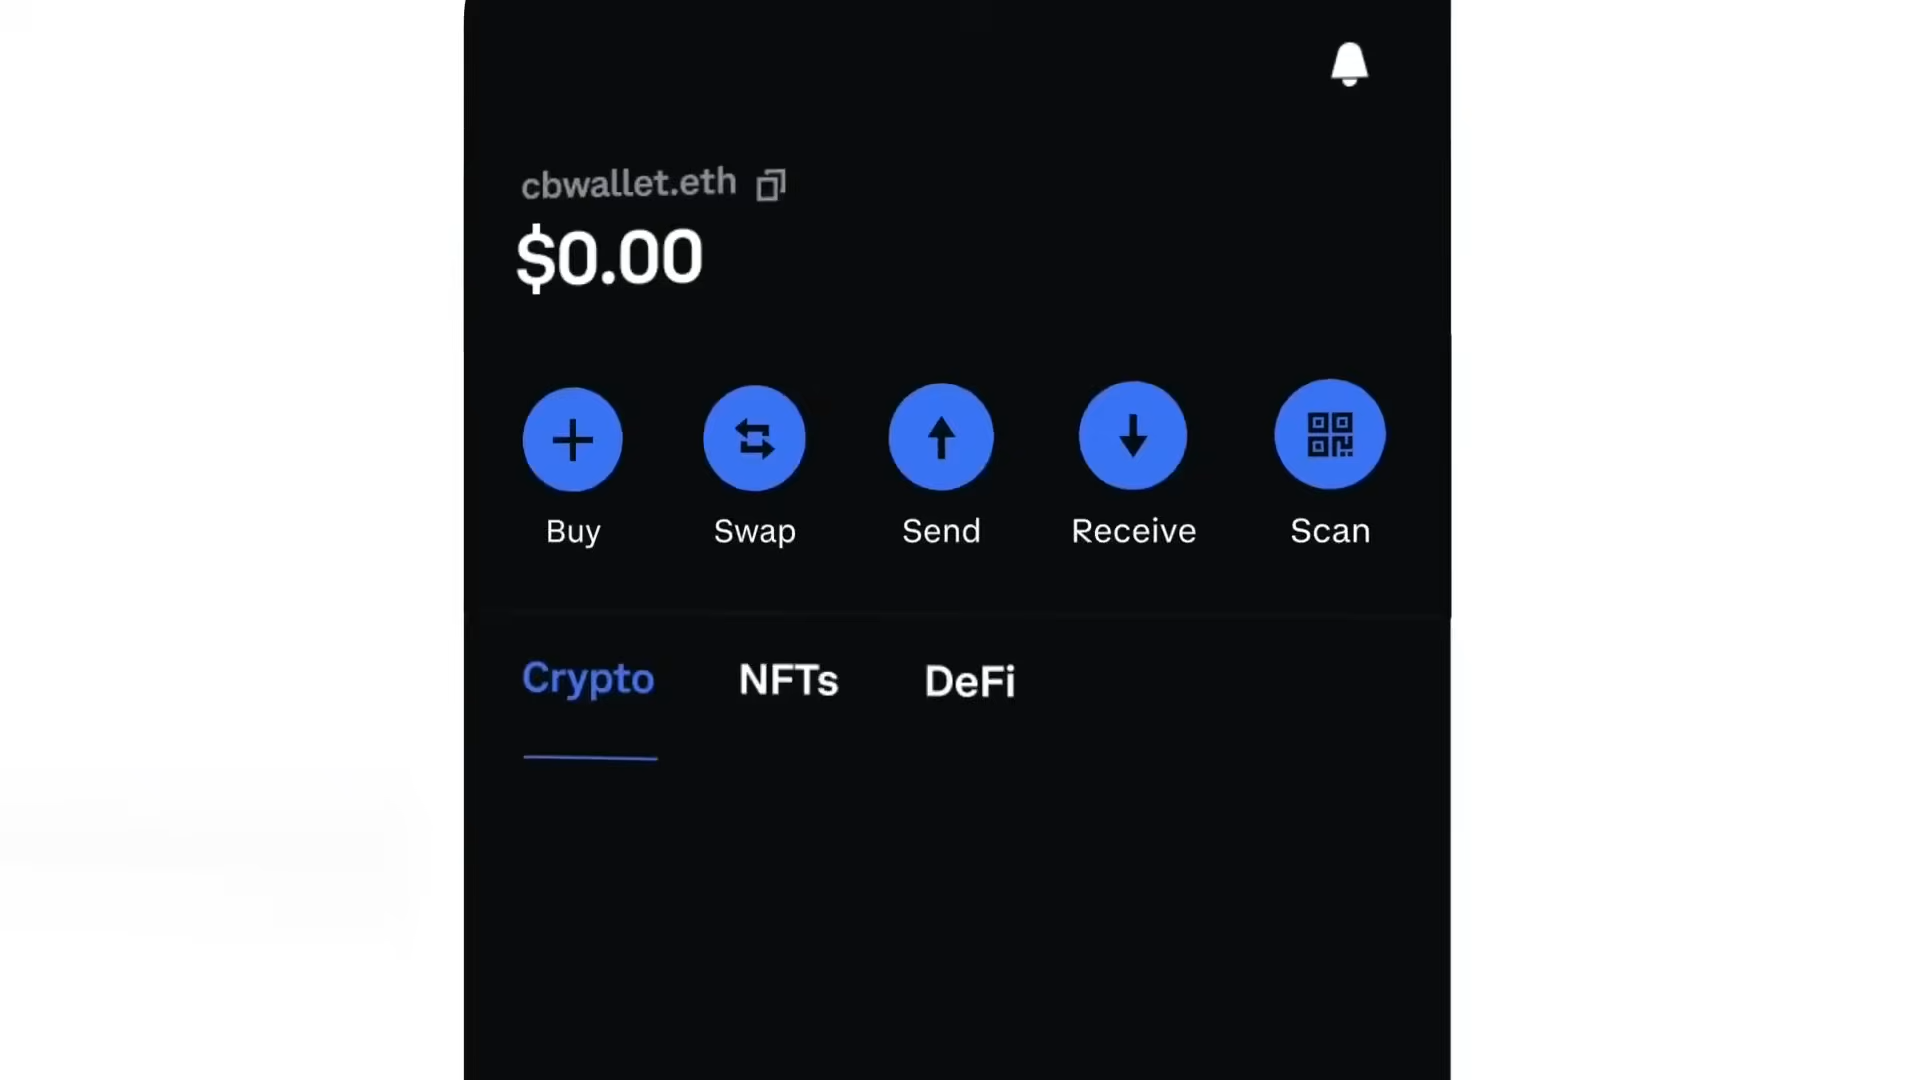 cbwallet.eth
$0.00
Buy Swap Send Receive Scan
Crypto NFTs DeFi